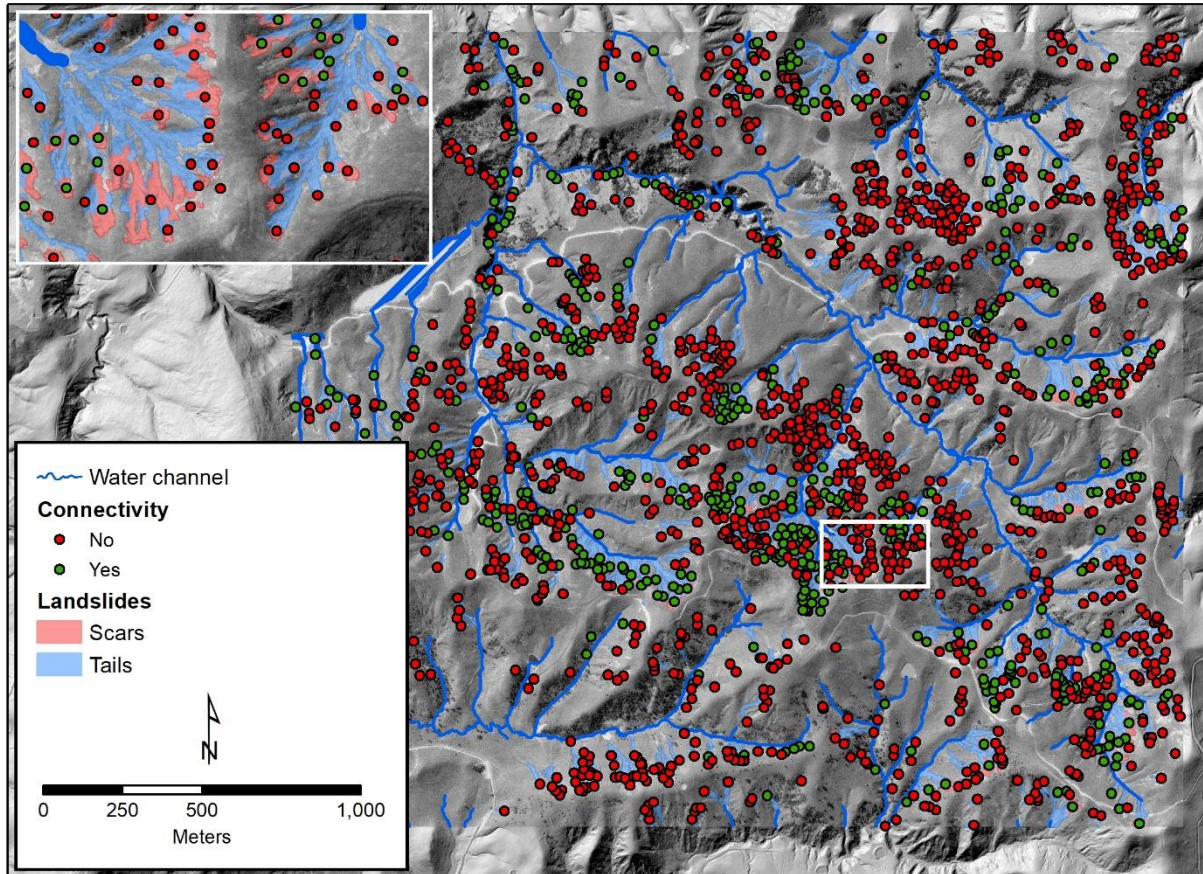 Water channel
Connectivity
No
Yes
Landslides
Scars
Tails
N
0 250 500 1,000
Meters